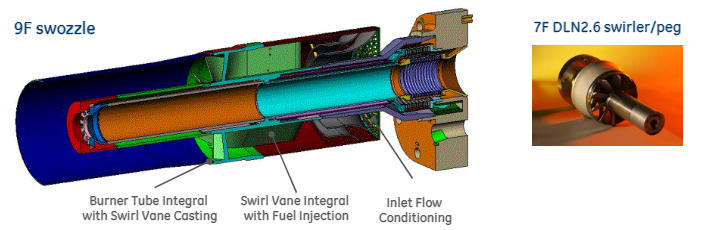 9F swozzle
7F DLN2.6 swirler/peg
Burner Tube Integral
with Swirl Vane Casting
Swirl Vane Integral
with Fuel Injection
Inlet Flow
Conditioning